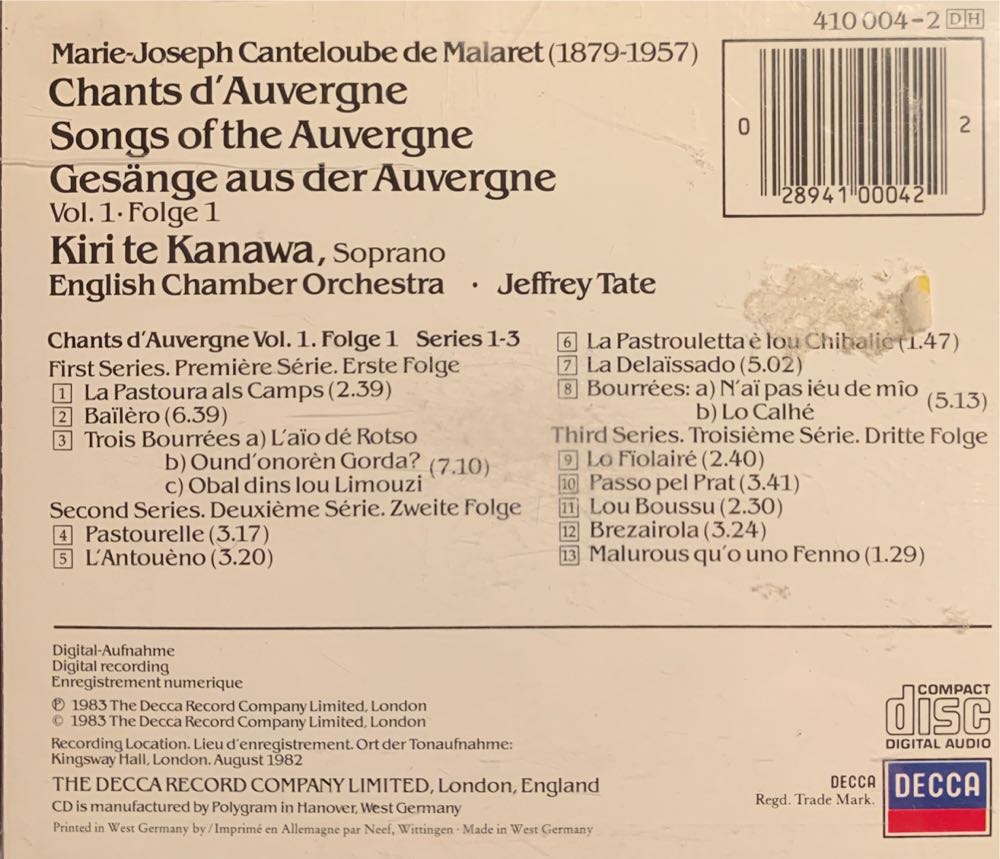 410 004-2 DH
Marie-Joseph Canteloube de Malaret (1879-1957)
Chants d'Auvergne
Songs of the Auvergne
Gesänge aus der Auvergne
Vol. 1 · Folge 1
Kiri te Kanawa, Soprano
English Chamber Orchestra · Jeffrey Tate
0 28941 00042 2
Chants d'Auvergne Vol. 1. Folge 1 Series 1-3
First Series. Première Série. Erste Folge
1 La Pastoura als Camps (2.39)
2 Baïlèro (6.39)
3 Trois Bourrées a) L'aïo dé Rotso
b) Ound'onorèn Gorda? (7.10)
c) Obal dins lou Limouzi
Second Series. Deuxième Série. Zweite Folge
4 Pastourelle (3.17)
5 L'Antouèno (3.20)
6 La Pastrouletta è lou Chibalie (1.47)
7 La Delaïssado (5.02)
8 Bourrées: a) N'aï pas iéu de mîo (5.13)
b) Lo Calhé
Third Series. Troisième Série. Dritte Folge
9 Lo Fïolairé (2.40)
10 Passo pel Prat (3.41)
11 Lou Boussu (2.30)
12 Brezairola (3.24)
13 Malurous qu'o uno Fenno (1.29)
Digital-Aufnahme
Digital recording
Enregistrement numerique
℗ 1983 The Decca Record Company Limited, London
© 1983 The Decca Record Company Limited, London
Recording Location. Lieu d'enregistrement. Ort der Tonaufnahme:
Kingsway Hall, London. August 1982
THE DECCA RECORD COMPANY LIMITED, London, England
CD is manufactured by Polygram in Hanover, West Germany
Printed in West Germany by / Imprimé en Allemagne par Neef, Wittingen · Made in West Germany
COMPACT
disc
DIGITAL AUDIO
DECCA
Regd. Trade Mark.
DECCA